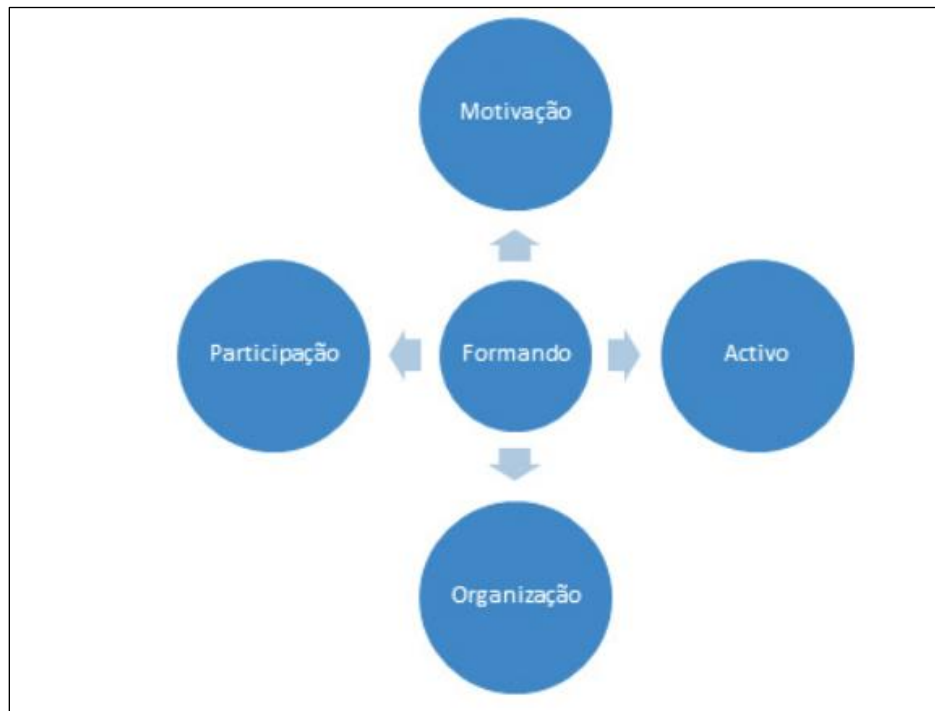 Motivação
Participação
Formando
Activo
Organização